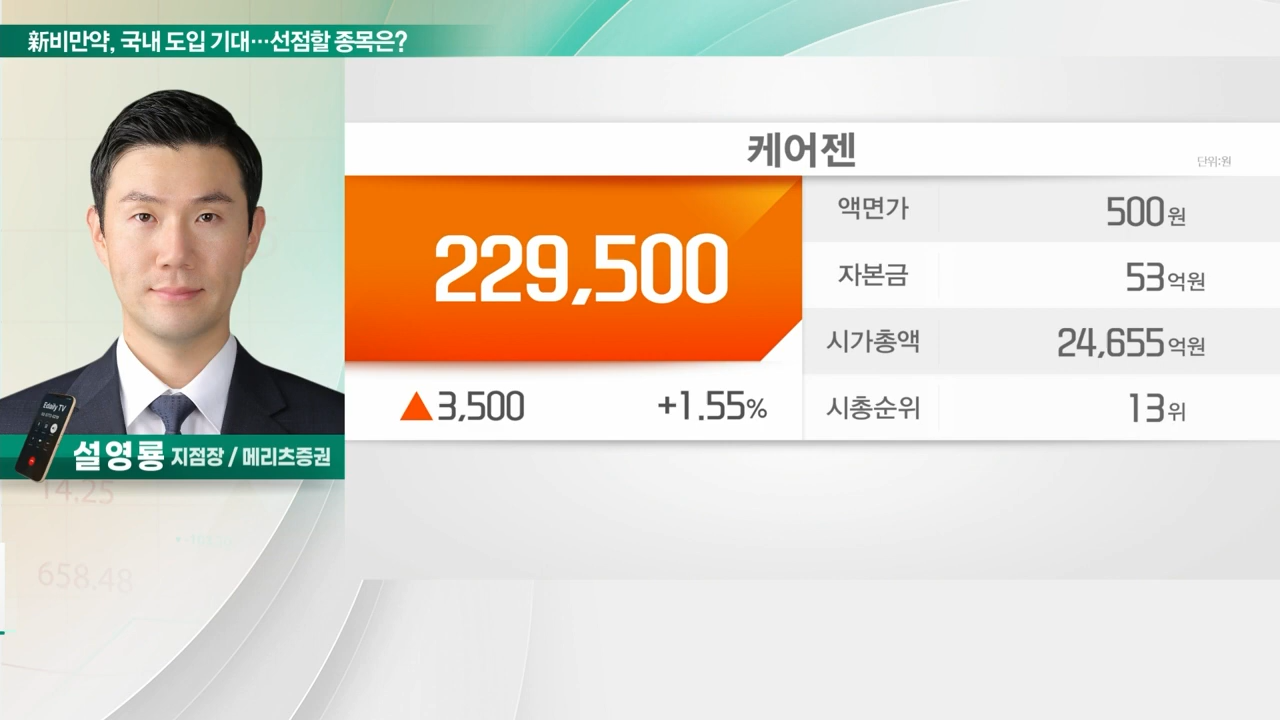 新비만약, 국내 도입 기대…선점할 종목은?
케어젠
단위:원
229,500
▲3,500 +1.55%
액면가 500원
자본금 53억원
시가총액 24,655억원
시총순위 13위
Edaily TV
설영룡 지점장 / 메리츠증권
14.25
658.48